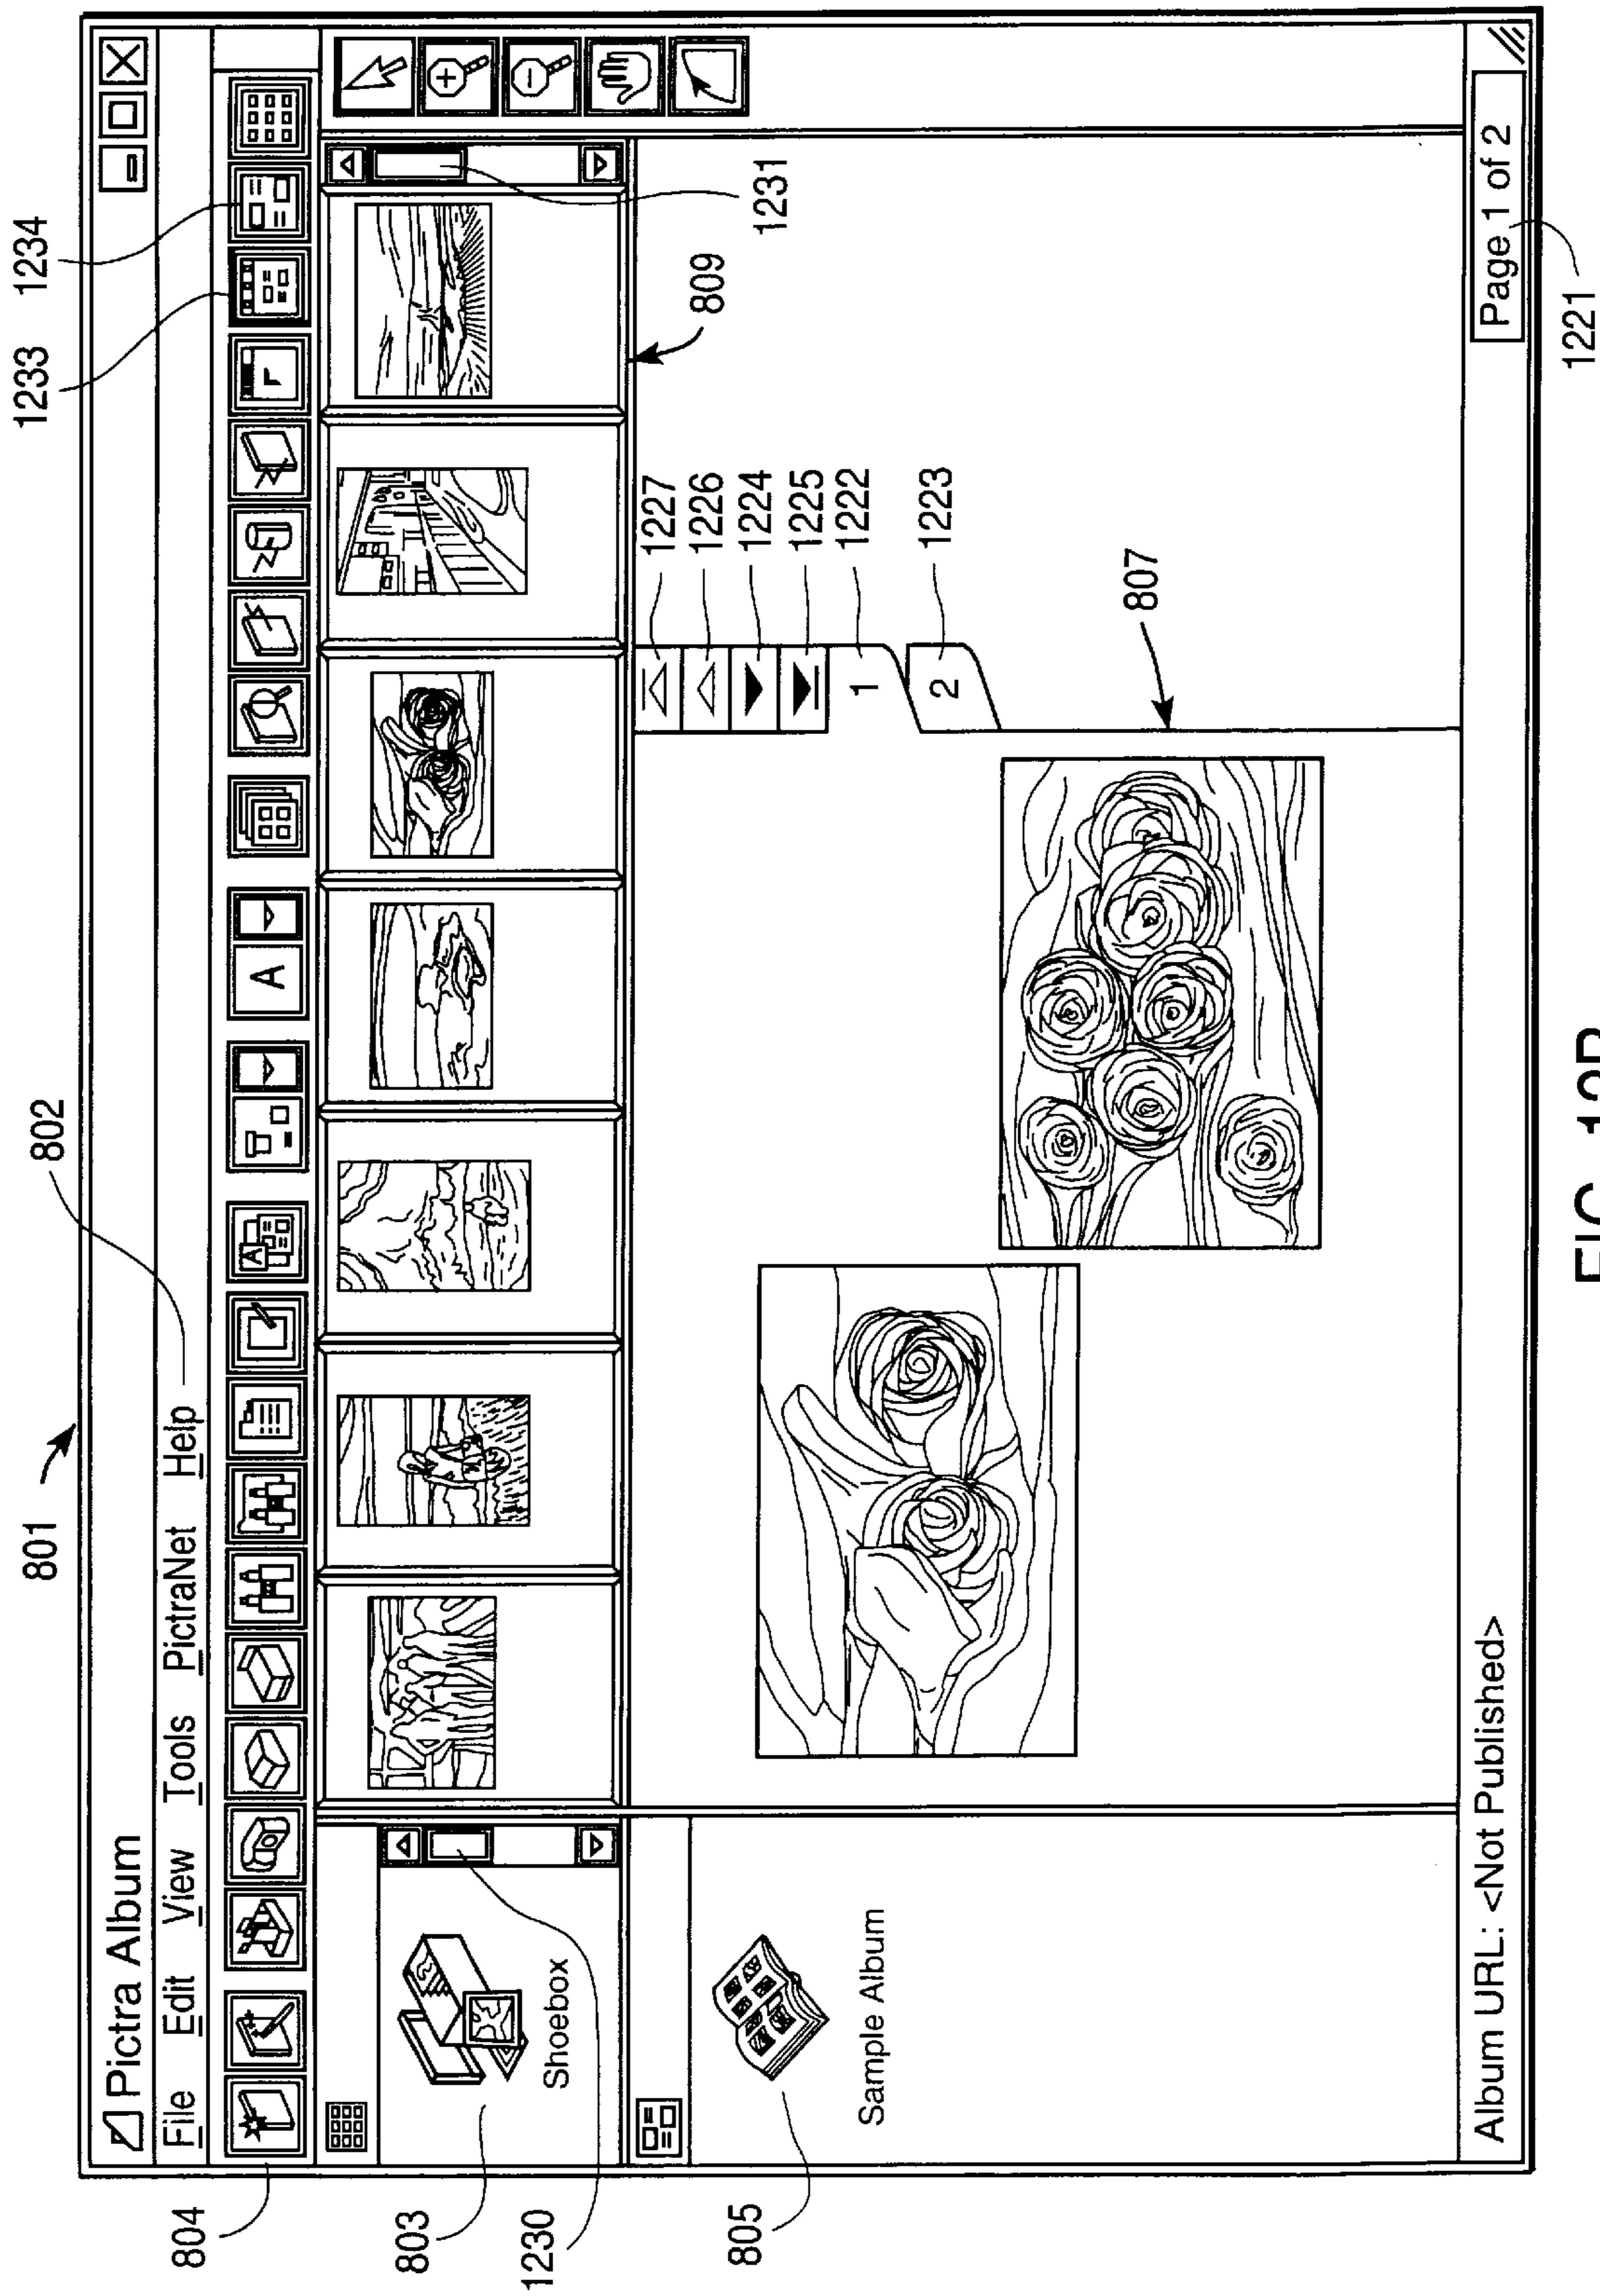 801 802 1233 1234
Pictra Album
File Edit View Tools PictraNet Help
804
A
803
Shoebox
1230
1231
809
1227
1226
1224
1225
1222
1223
1
2
805
Sample Album
807
Album URL: <Not Published>
Page 1 of 2
1221
FIG